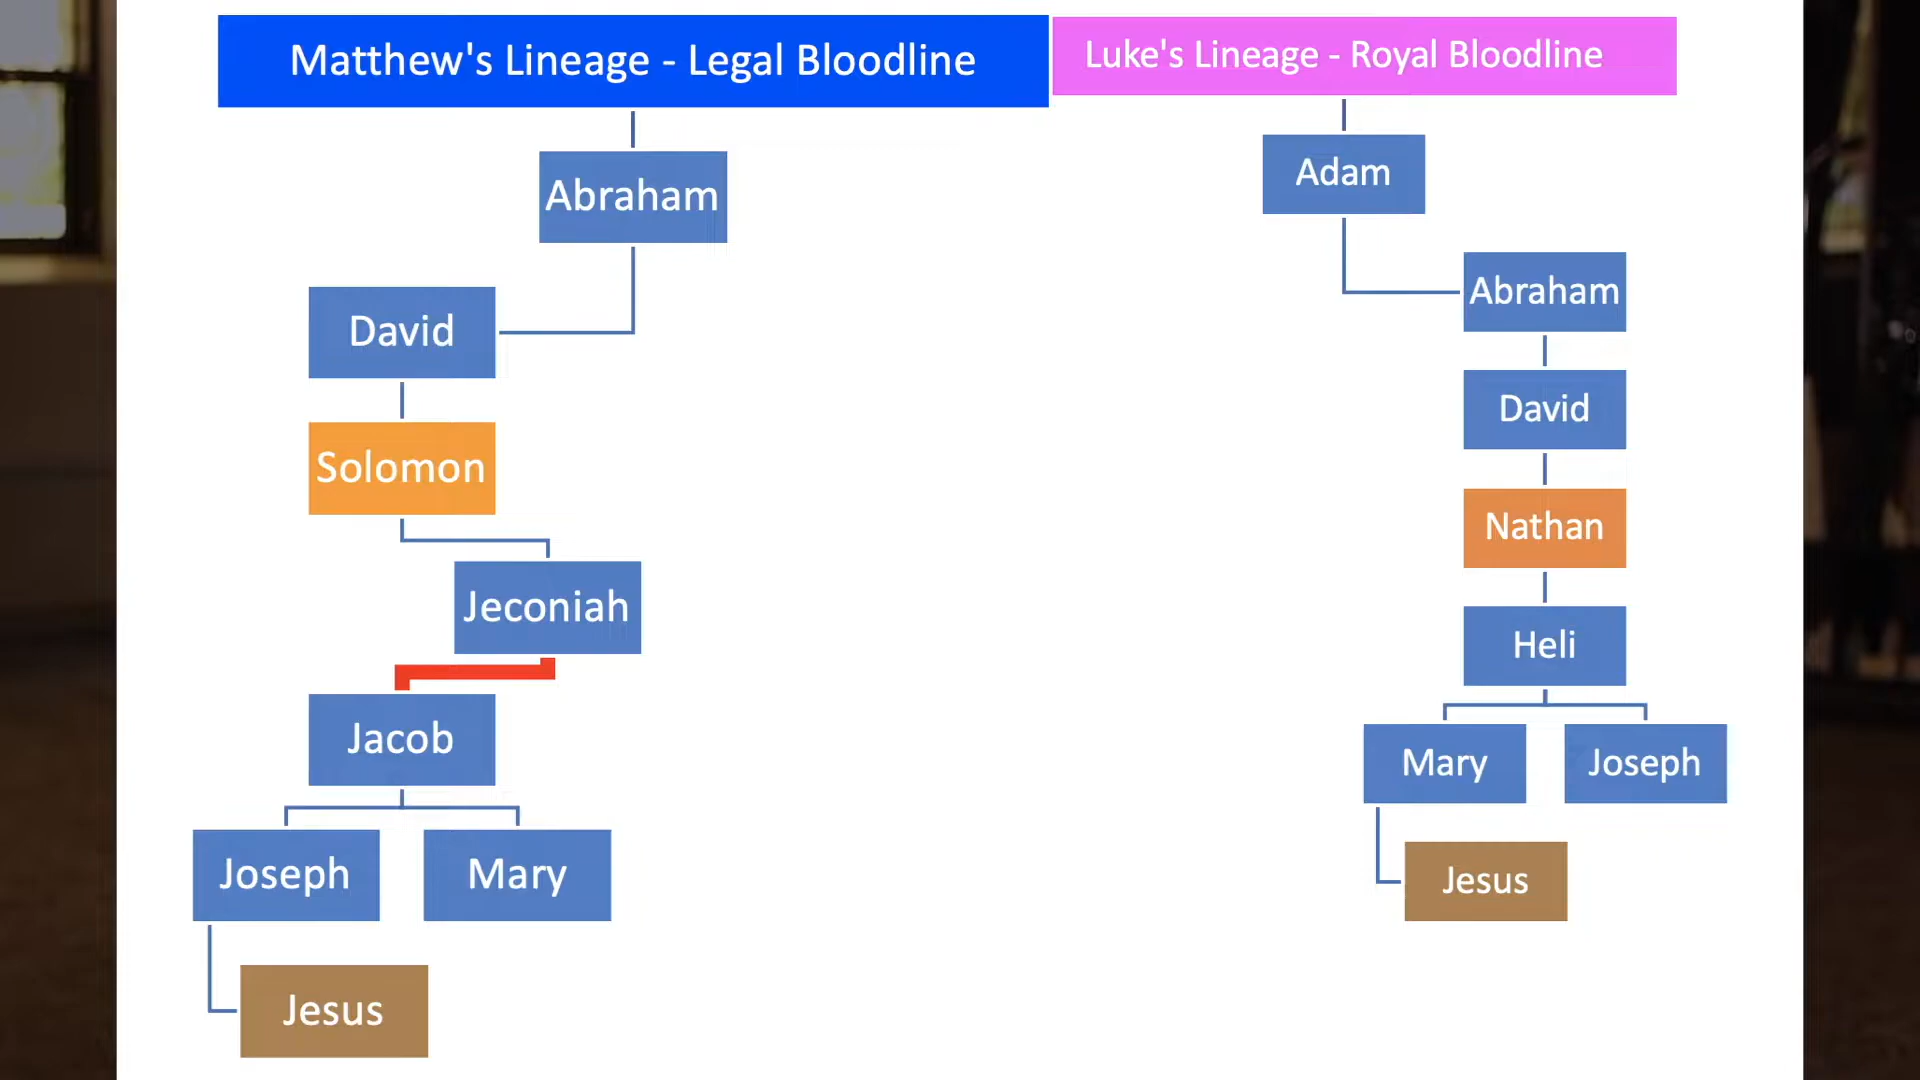 Matthew's Lineage - Legal Bloodline
Abraham
David
Solomon
Jeconiah
Jacob
Joseph
Mary
Jesus
Luke's Lineage - Royal Bloodline
Adam
Abraham
David
Nathan
Heli
Mary
Joseph
Jesus